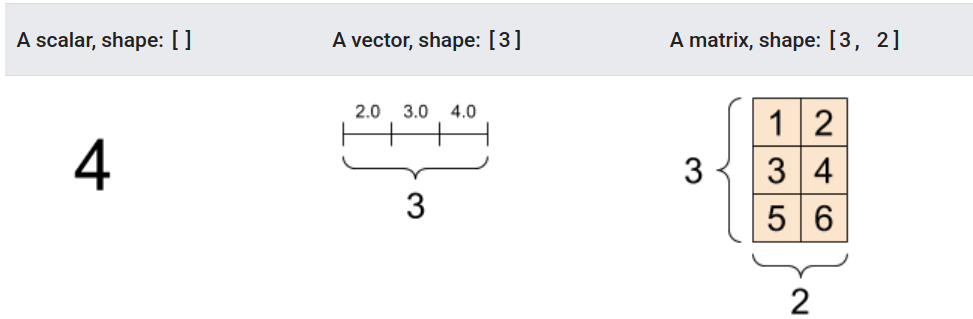 A scalar, shape: []
A vector, shape: [3]
A matrix, shape: [3, 2]
4
2.0 3.0 4.0
3
3
1 2
3 4
5 6
2